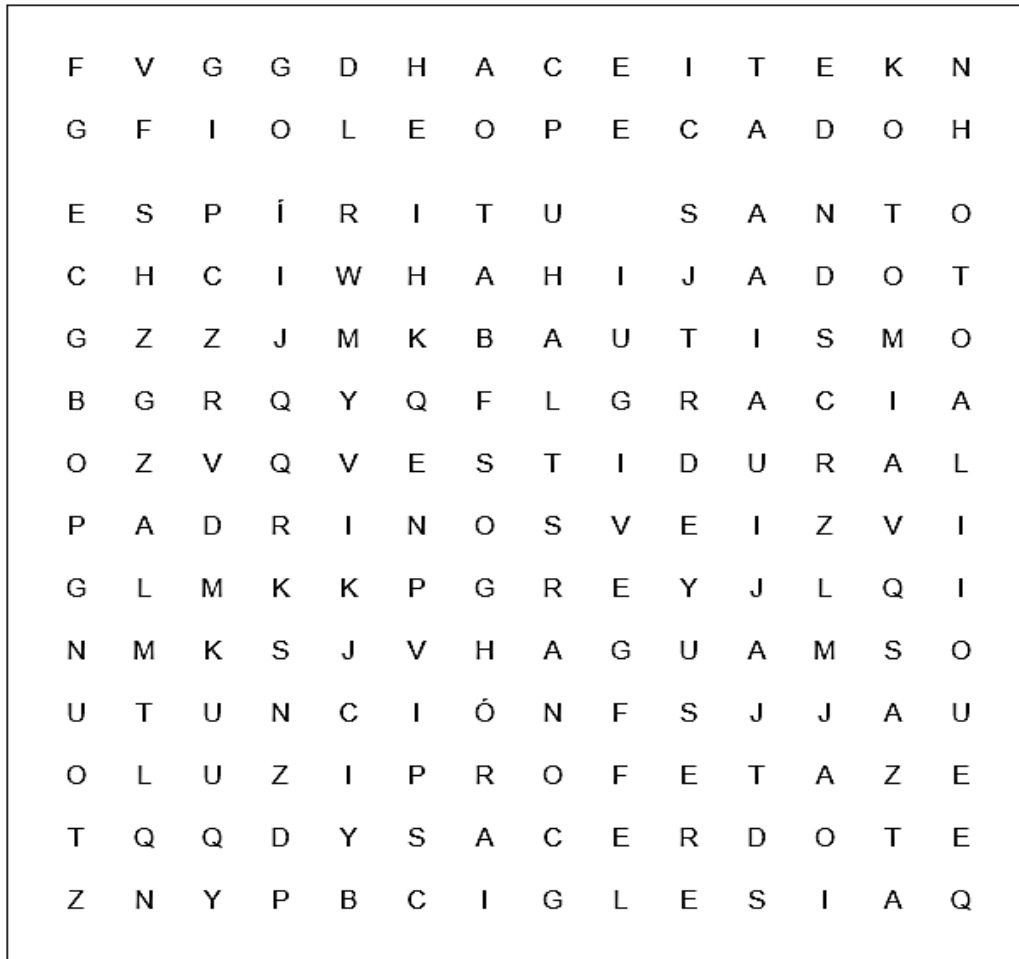 F V G G D H A C E I T E K N
G F I O L E O P E C A D O H
E S P Í R I T U   S A N T O
C H C I W H A H I J A D O T
G Z Z J M K B A U T I S M O
B G R Q Y Q F L G R A C I A
O Z V Q V E S T I D U R A L
P A D R I N O S V E I Z V I
G L M K K P G R E Y J L Q I
N M K S J V H A G U A M S O
U T U N C I Ó N F S J J A U
O L U Z I P R O F E T A Z E
T Q Q D Y S A C E R D O T E
Z N Y P B C I G L E S I A Q